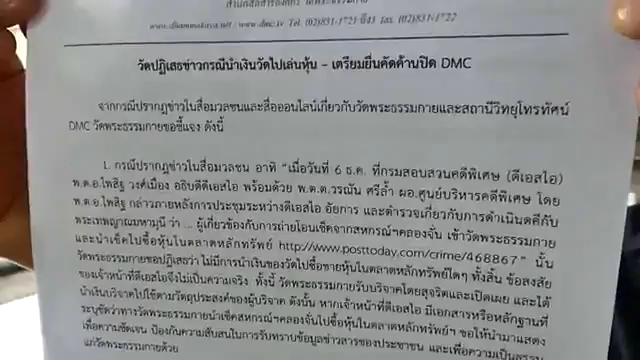 สำนักสื่อสารองค์กร วัดพระธรรมกาย
www.dhammakaya.net / www.dmc.tv Tel. (02)831-1723 ถึง3 fax. (02)831-1722
วัดปฏิเสธข่าวกรณีนำเงินวัดไปเล่นหุ้น – เตรียมยื่นคัดค้านปิด DMC
จากกรณีปรากฏข่าวในสื่อมวลชนและสื่อออนไลน์เกี่ยวกับวัดพระธรรมกายและสถานีวิทยุโทรทัศน์
DMC วัดพระธรรมกายขอชี้แจง ดังนี้
1. กรณีปรากฏข่าวในสื่อมวลชน อาทิ "เมื่อวันที่ 6 ธ.ค. ที่กรมสอบสวนคดีพิเศษ (ดีเอสไอ)
พ.ต.อ.ไพสิฐ วงศ์เมือง อธิบดีดีเอสไอ พร้อมด้วย พ.ต.ต.วรณัน ศรีล้ำ ผอ.ศูนย์บริหารคดีพิเศษ โดย
พ.ต.อ.ไพสิฐ กล่าวภายหลังการประชุมระหว่างดีเอสไอ อัยการ และตำรวจเกี่ยวกับการดำเนินคดีกับ
พระเทพญาณมหามุนี ว่า ... ผู้เกี่ยวข้องกับการถ่ายโอนเช็คจากสหกรณ์ฯคลองจั่น เข้าวัดพระธรรมกาย
และนำเช็คไปซื้อหุ้นในตลาดหลักทรัพย์ http://www.posttoday.com/crime/468867" นั้น
วัดพระธรรมกายขอปฏิเสธว่า ไม่มีการนำเงินของวัดไปซื้อขายหุ้นในตลาดหลักทรัพย์ใดๆ ทั้งสิ้น ข้อสงสัย
ของเจ้าหน้าที่ดีเอสไอจึงไม่เป็นความจริง ทั้งนี้ วัดพระธรรมกายรับบริจาคโดยสุจริตและเปิดเผย และได้
นำเงินบริจาคไปใช้ตามวัตถุประสงค์ของผู้บริจาค ดังนั้น หากเจ้าหน้าที่ดีเอสไอ มีเอกสารหรือหลักฐานที่
ระบุชัดว่าทางวัดพระธรรมกายนำเช็คสหกรณ์ฯคลองจั่นไปซื้อหุ้นในตลาดหลักทรัพย์ฯ ขอให้นำมาแสดง
เพื่อความชัดเจน ป้องกันความสับสนในการรับทราบข้อมูลข่าวสารของประชาชน และเพื่อความเป็นธรรม
แก่วัดพระธรรมกายด้วย